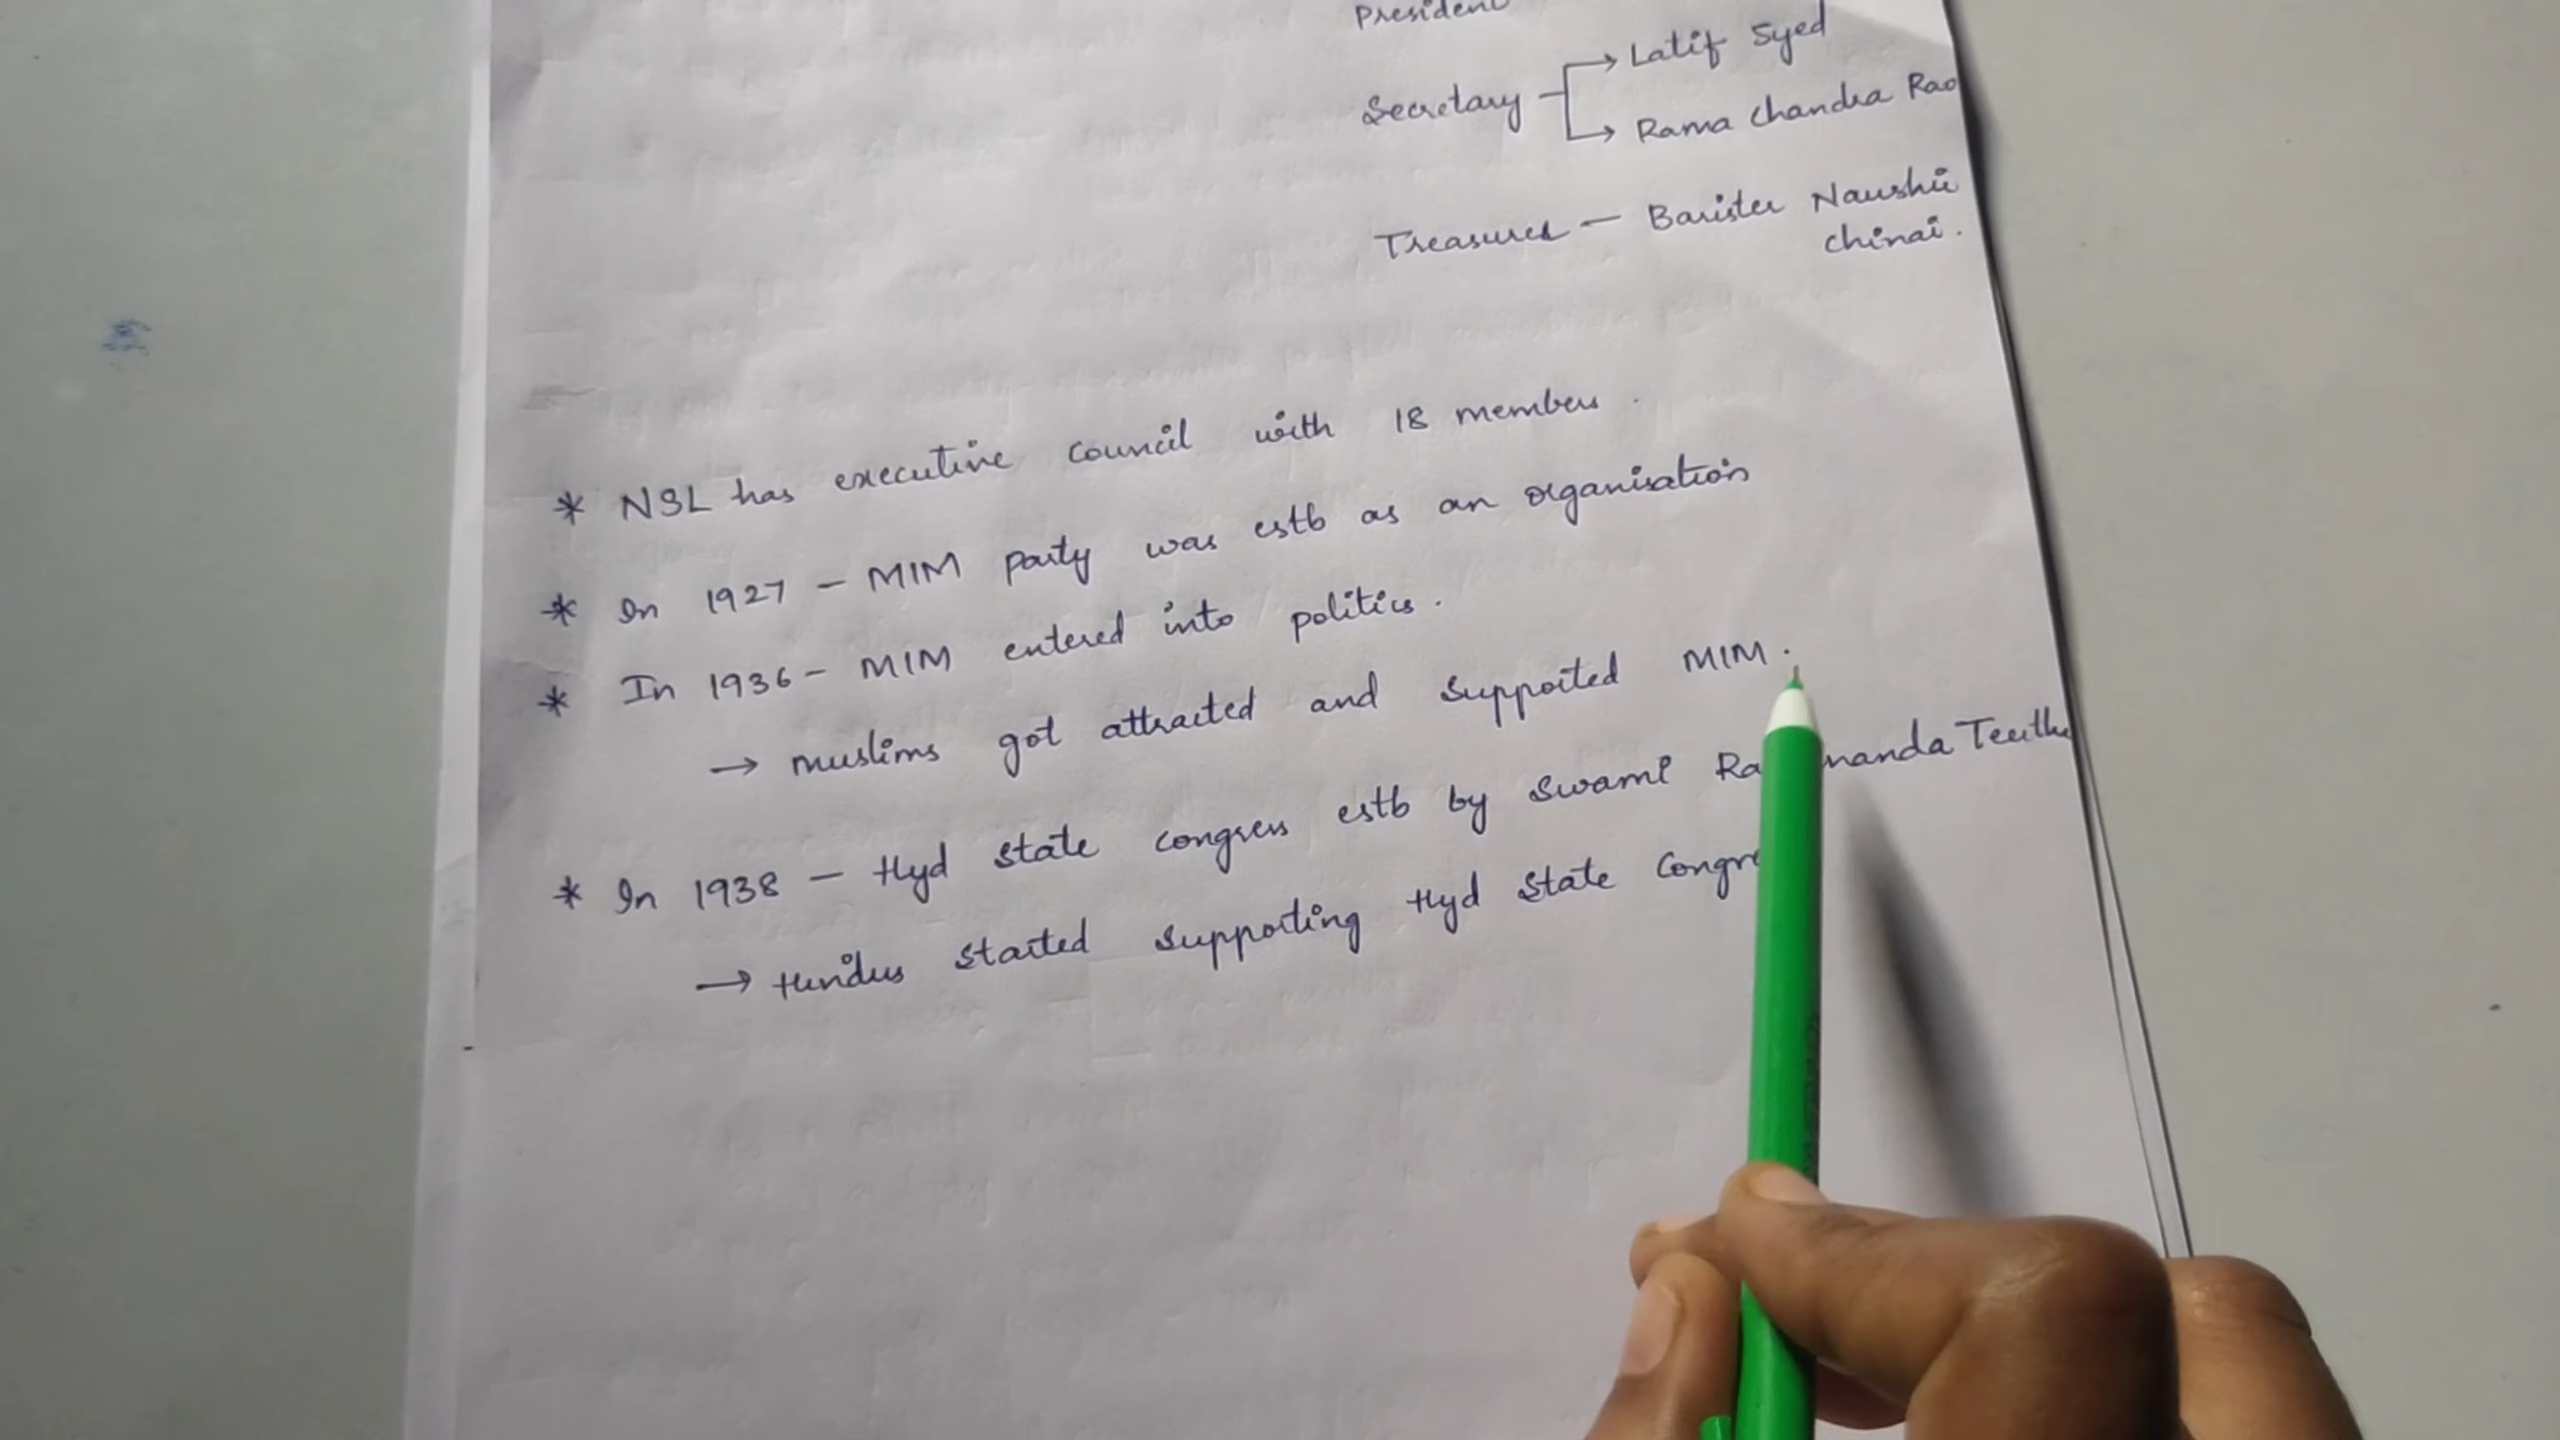 President
Secretary → Latif Syed
→ Rama Chandra Rao
Treasurer — Barister Naushii
Chinai.
* NSL has executive council with 18 members.
* In 1927 – MIM party was estb as an organisation
* In 1936 – MIM entered into politics.
→ muslims got attracted and supported MIM.
* In 1938 – Hyd state congress estb by Swami Ra nanda
→ Hindus started supporting Hyd State Congre